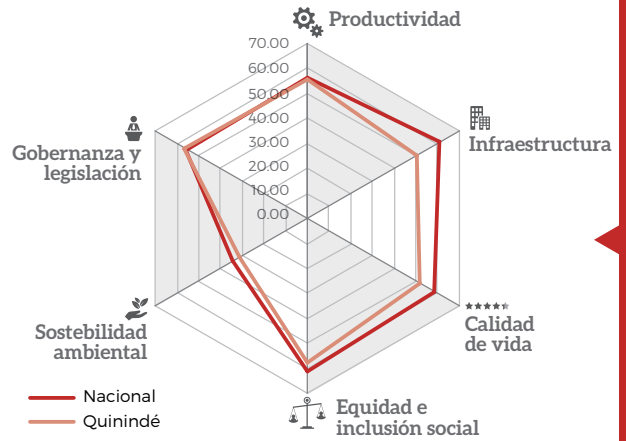 Productividad
70.00
60.00
50.00
40.00
30.00
20.00
10.00
0.00
Infraestructura
Gobernanza y
legislación
Sostebilidad
ambiental
Calidad
de vida
Equidad e
inclusión social
Nacional
Quinindé